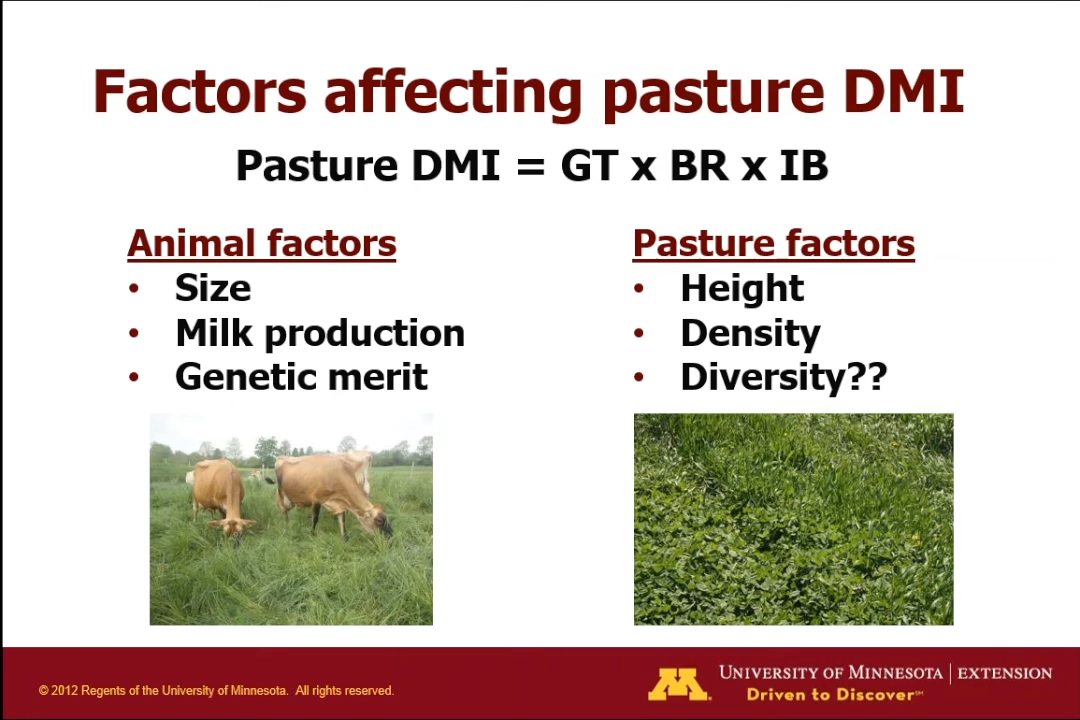 Factors affecting pasture DMI
Pasture DMI = GT x BR x IB
Animal factors
• Size
• Milk production
• Genetic merit
Pasture factors
• Height
• Density
• Diversity??
© 2012 Regents of the University of Minnesota. All rights reserved.
M
UNIVERSITY OF MINNESOTA | EXTENSION
Driven to Discover℠